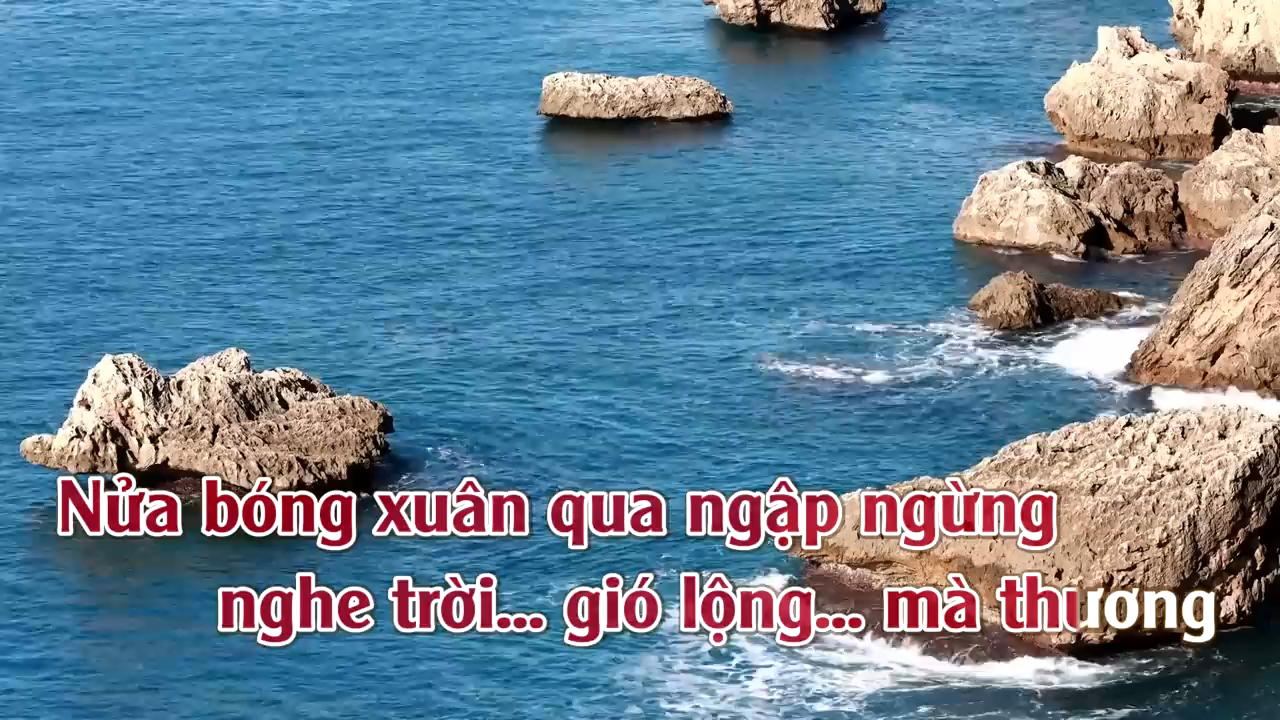 Nửa bóng xuân qua ngập ngừng
nghe trời... gió lộng... mà thương